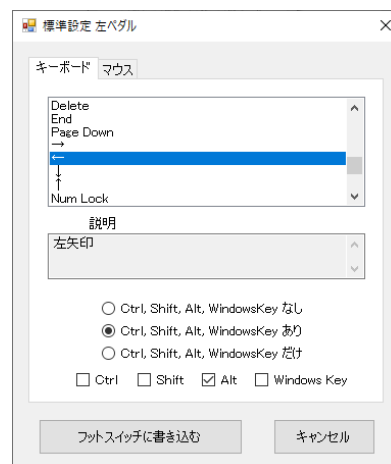 標準設定 左ペダル
キーボード マウス
Delete
End
Page Down
→
←
↓
↑
Num Lock
説明
左矢印
Ctrl, Shift, Alt, WindowsKey なし
Ctrl, Shift, Alt, WindowsKey あり
Ctrl, Shift, Alt, WindowsKey だけ
Ctrl Shift Alt Windows Key
フットスイッチに書き込む キャンセル